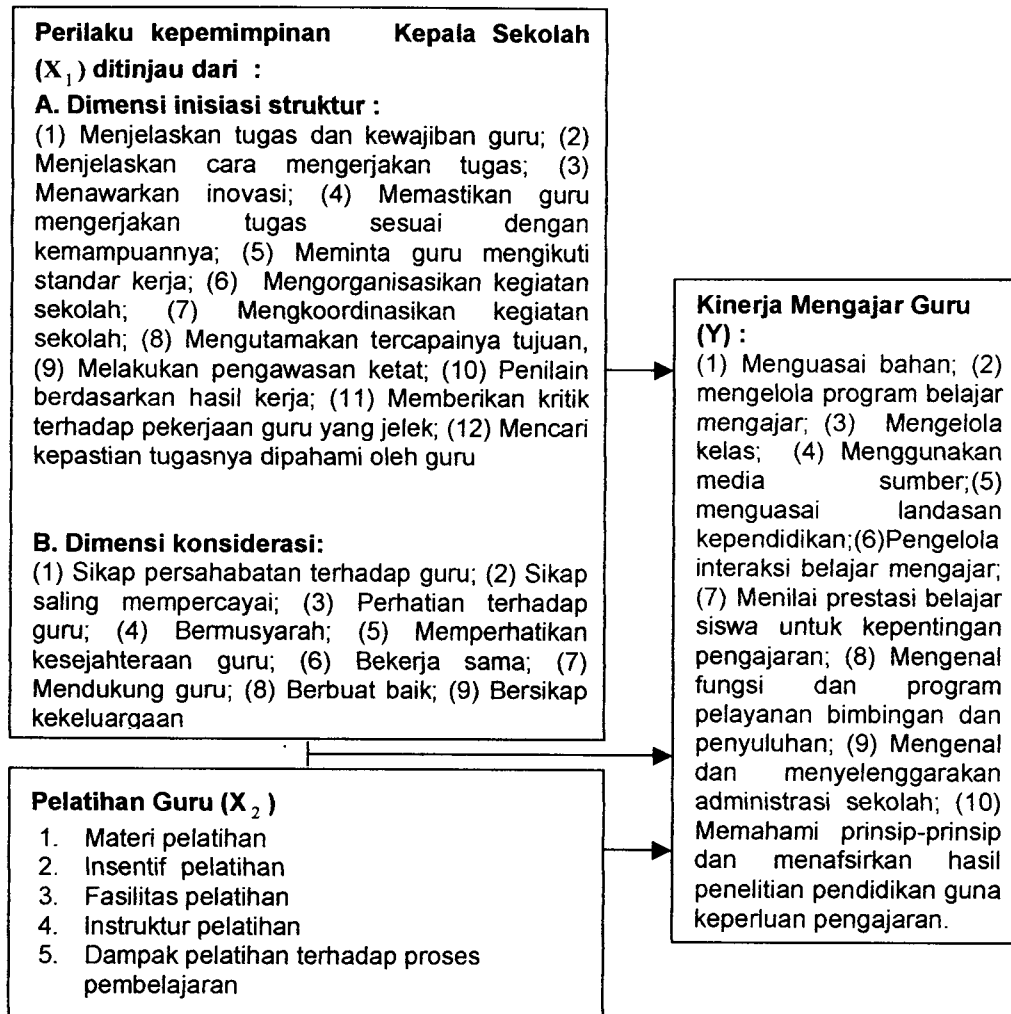 Perilaku kepemimpinan Kepala Sekolah
(X₁) ditinjau dari :
A. Dimensi inisiasi struktur :
(1) Menjelaskan tugas dan kewajiban guru; (2)
Menjelaskan cara mengerjakan tugas; (3)
Menawarkan inovasi; (4) Memastikan guru
mengerjakan tugas sesuai dengan
kemampuannya; (5) Meminta guru mengikuti
standar kerja; (6) Mengorganisasikan kegiatan
sekolah; (7) Mengkoordinasikan kegiatan
sekolah; (8) Mengutamakan tercapainya tujuan,
(9) Melakukan pengawasan ketat; (10) Penilain
berdasarkan hasil kerja; (11) Memberikan kritik
terhadap pekerjaan guru yang jelek; (12) Mencari
kepastian tugasnya dipahami oleh guru
B. Dimensi konsiderasi:
(1) Sikap persahabatan terhadap guru; (2) Sikap
saling mempercayai; (3) Perhatian terhadap
guru; (4) Bermusyarah; (5) Memperhatikan
kesejahteraan guru; (6) Bekerja sama; (7)
Mendukung guru; (8) Berbuat baik; (9) Bersikap
kekeluargaan
Pelatihan Guru (X₂)
1. Materi pelatihan
2. Insentif pelatihan
3. Fasilitas pelatihan
4. Instruktur pelatihan
5. Dampak pelatihan terhadap proses
pembelajaran
Kinerja Mengajar Guru
(Y) :
(1) Menguasai bahan; (2)
mengelola program belajar
mengajar; (3) Mengelola
kelas; (4) Menggunakan
media sumber;(5)
menguasai landasan
kependidikan;(6)Pengelola
interaksi belajar mengajar;
(7) Menilai prestasi belajar
siswa untuk kepentingan
pengajaran; (8) Mengenal
fungsi dan program
pelayanan bimbingan dan
penyuluhan; (9) Mengenal
dan menyelenggarakan
administrasi sekolah; (10)
Memahami prinsip-prinsip
dan menafsirkan hasil
penelitian pendidikan guna
keperluan pengajaran.